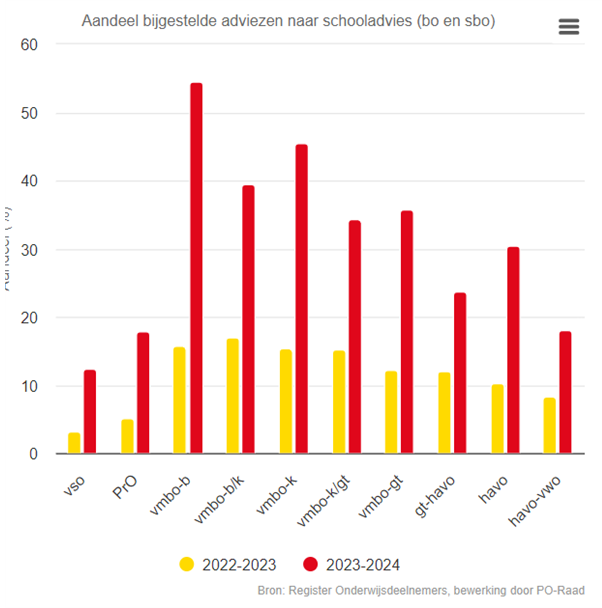 Aandeel bijgestelde adviezen naar schooladvies (bo en sbo)
60
50
40
30
20
10
0
vso
PrO
vmbo-b
vmbo-b/k
vmbo-k
vmbo-k/gt
vmbo-gt
gt-havo
havo
havo-vwo
2022-2023
2023-2024
Bron: Register Onderwijsdeelnemers, bewerking door PO-Raad